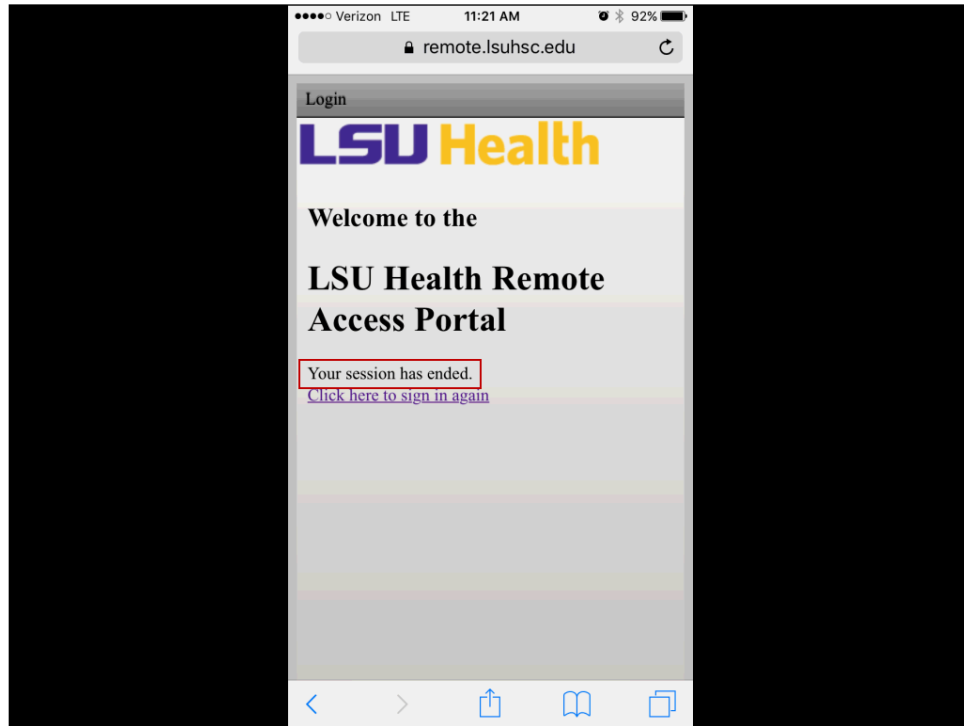 Verizon LTE 11:21 AM 92%
remote.lsuhsc.edu
Login
LSU Health
Welcome to the
LSU Health Remote
Access Portal
Your session has ended.
Click here to sign in again